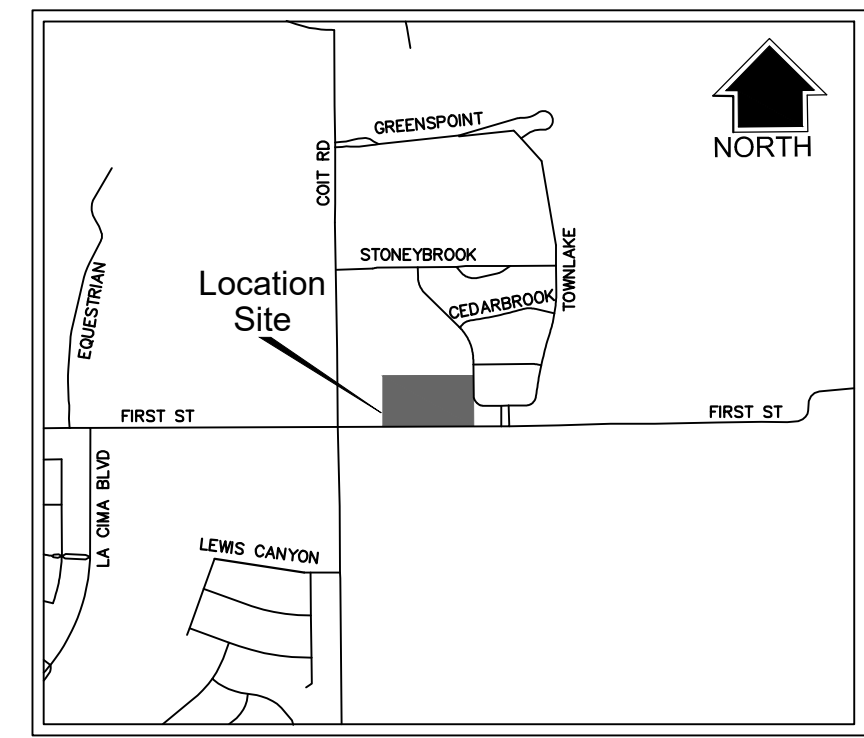 GREENSPOINT
NORTH
COIT RD
STONEYBROOK
TOWNLAKE
Location
Site
EQUESTRIAN
CEDARBROOK
FIRST ST
FIRST ST
LA CIMA BLVD
LEWIS CANYON